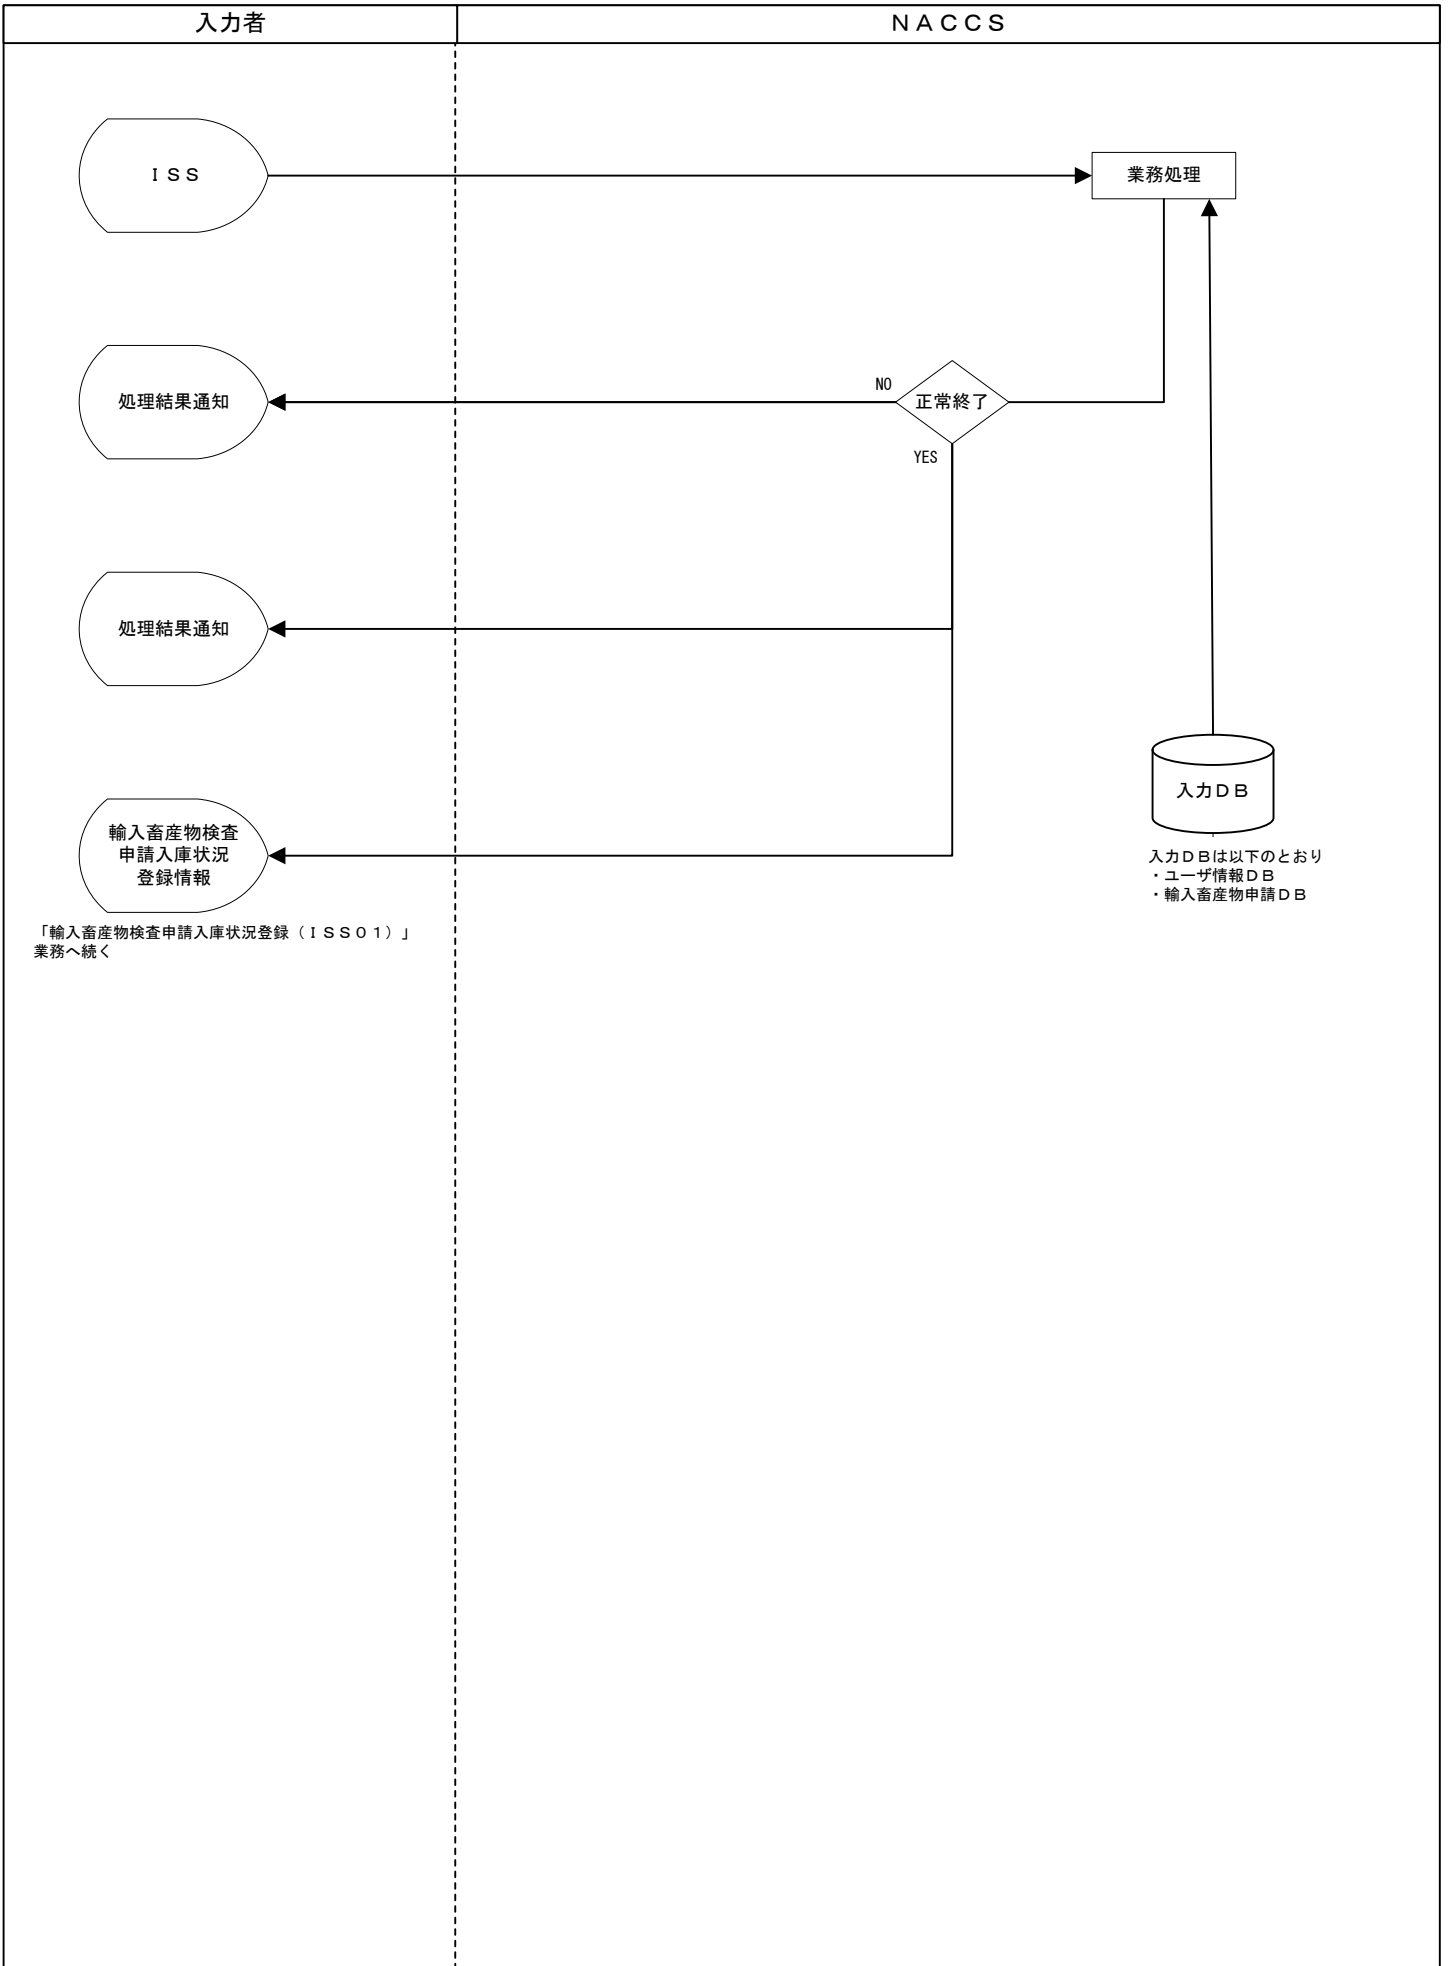 入力者
ＮＡＣＣＳ
ＩＳＳ
業務処理
処理結果通知
NO
正常終了
YES
処理結果通知
入力ＤＢ
入力ＤＢは以下のとおり
・ユーザ情報ＤＢ
・輸入畜産物申請ＤＢ
輸入畜産物検査
申請入庫状況
登録情報
「輸入畜産物検査申請入庫状況登録（ＩＳＳ０１）」
業務へ続く